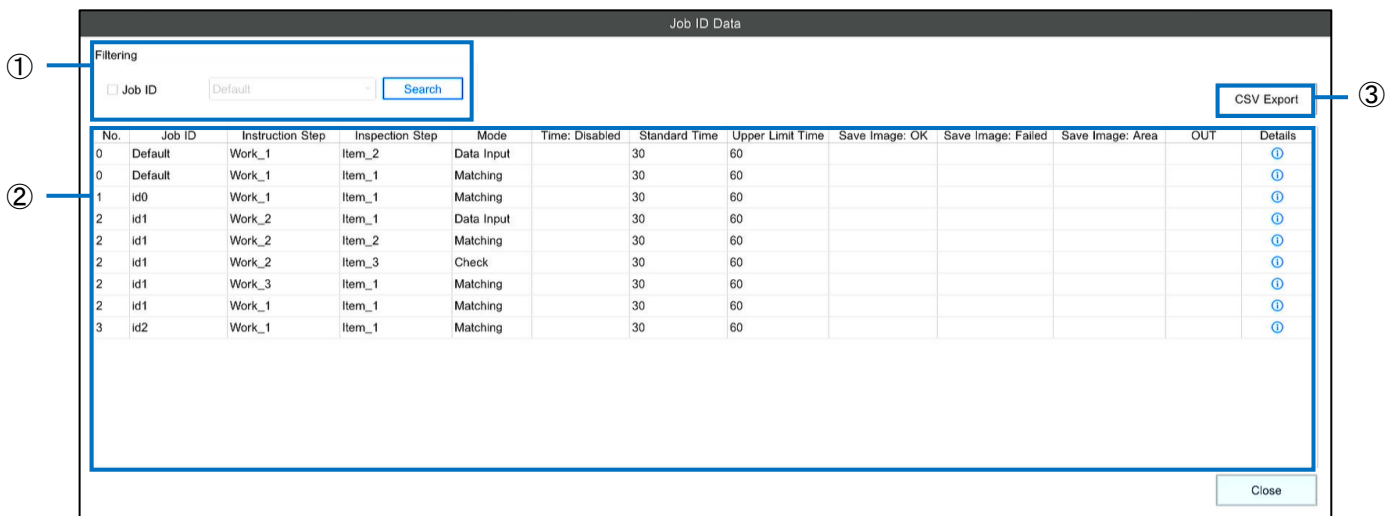 Job ID Data
① Filtering
Job ID Default Search
CSV Export ③
No. Job ID Instruction Step Inspection Step Mode Time: Disabled Standard Time Upper Limit Time Save Image: OK Save Image: Failed Save Image: Area OUT Details
0 Default Work_1 Item_2 Data Input 30 60
0 Default Work_1 Item_1 Matching 30 60
② 1 id0 Work_1 Item_1 Matching 30 60
2 id1 Work_2 Item_1 Data Input 30 60
2 id1 Work_2 Item_2 Matching 30 60
2 id1 Work_2 Item_3 Check 30 60
2 id1 Work_3 Item_1 Matching 30 60
2 id1 Work_1 Item_1 Matching 30 60
3 id2 Work_1 Item_1 Matching 30 60
Close